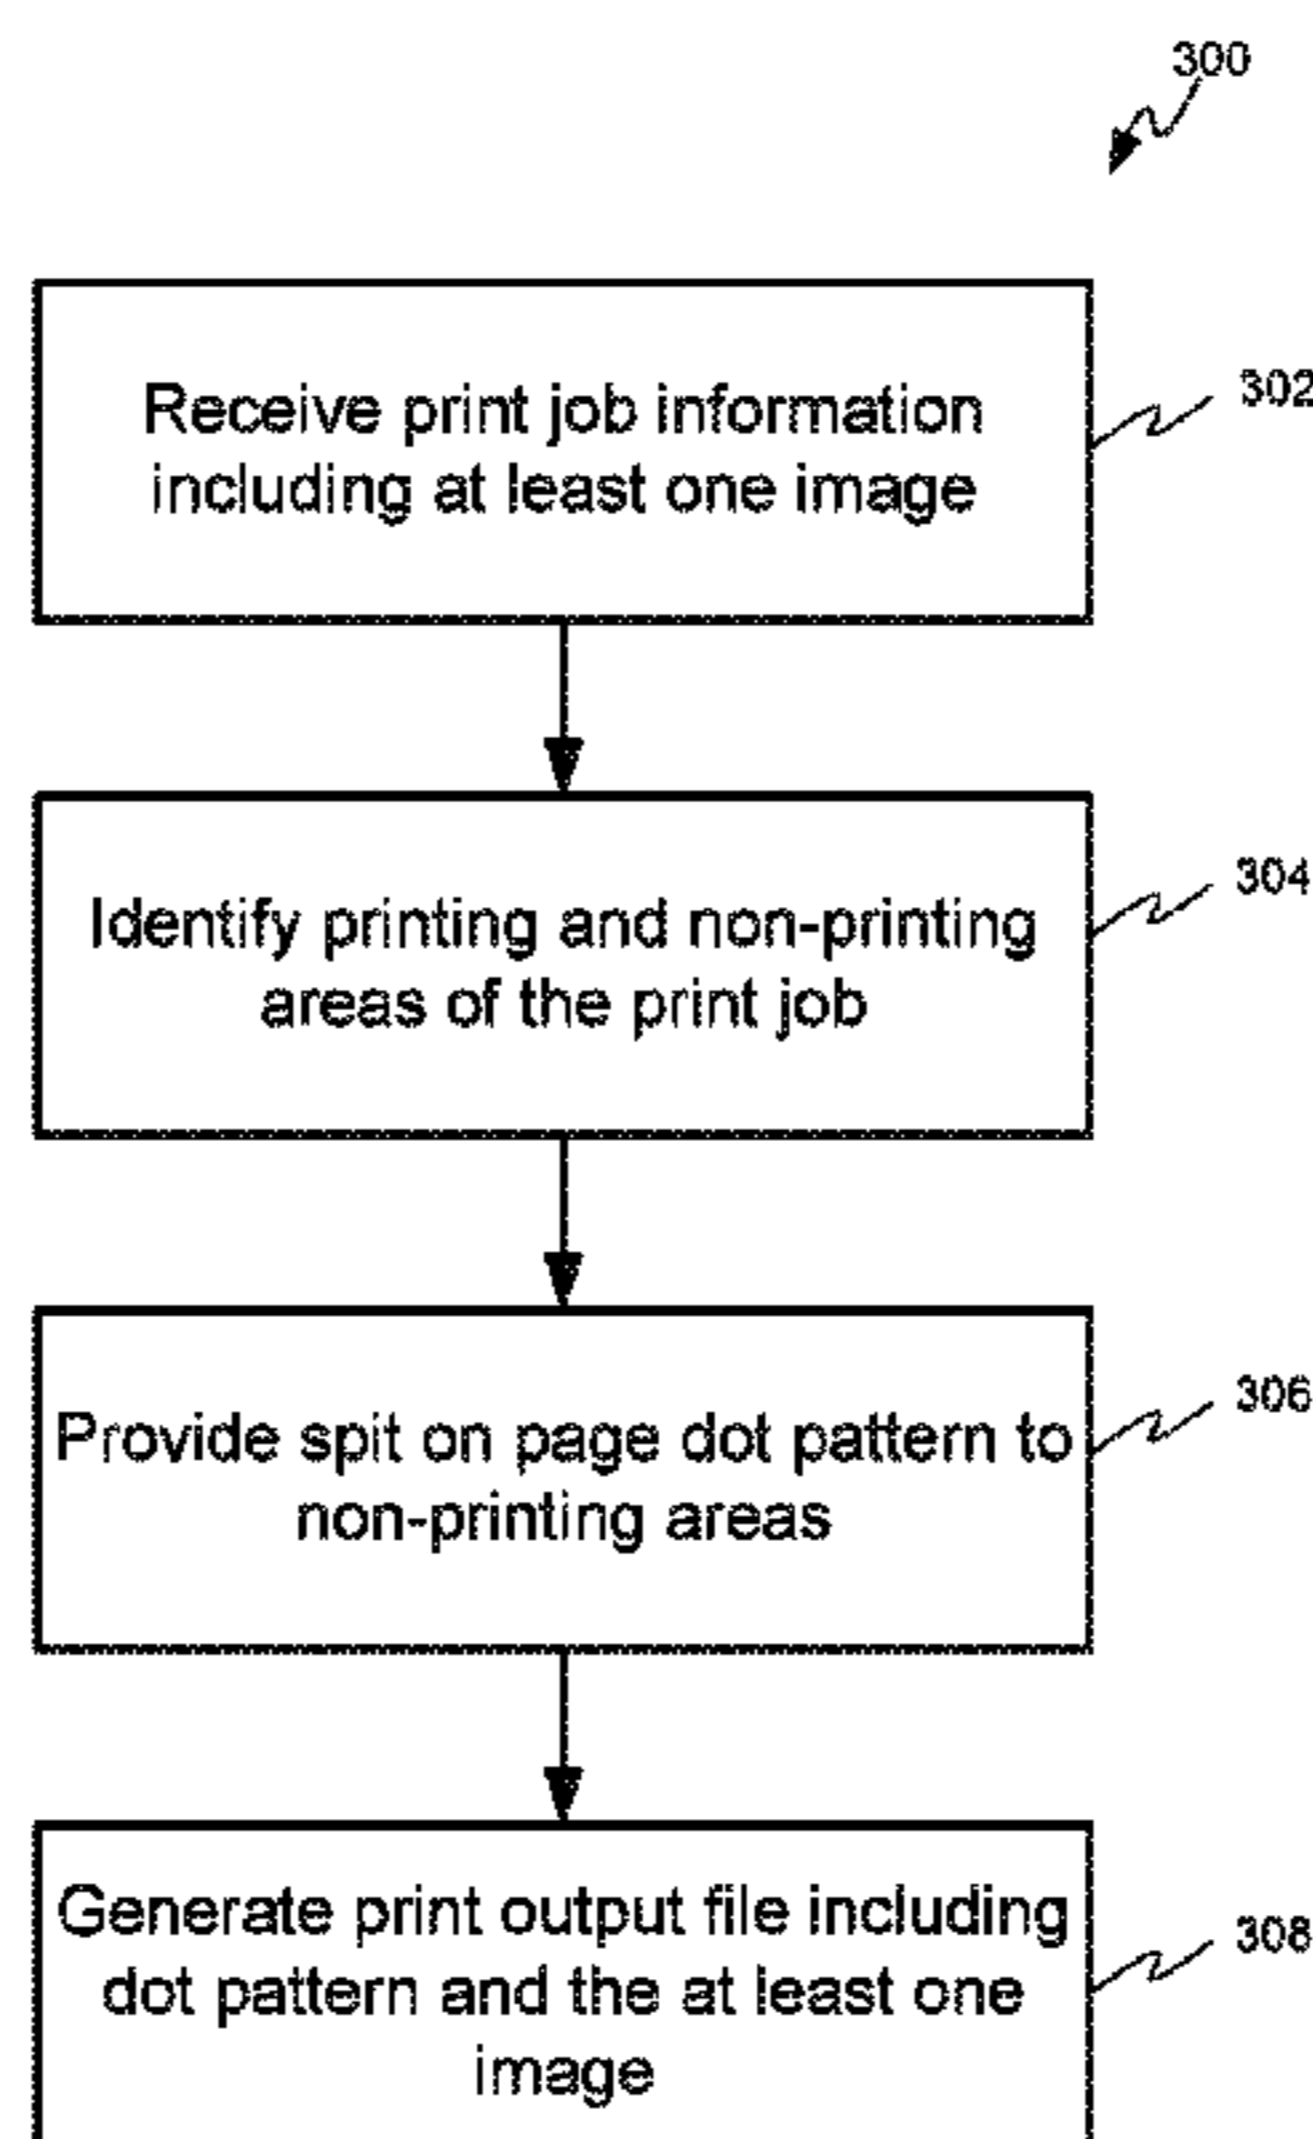 300
Receive print job information
including at least one image
302
Identify printing and non-printing
areas of the print job
304
Provide spit on page dot pattern to
non-printing areas
306
Generate print output file including
dot pattern and the at least one
image
308